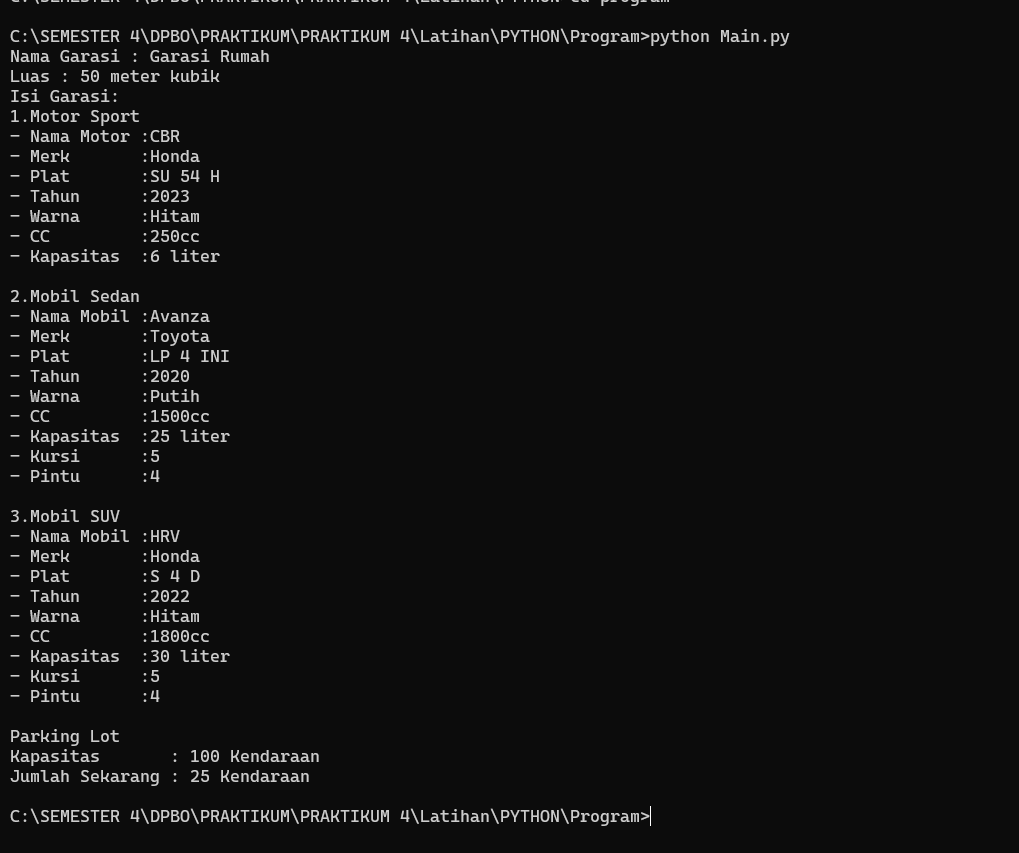 C:\SEMESTER 4\DPBO\PRAKTIKUM\PRAKTIKUM 4\Latihan\PYTHON>cd program
C:\SEMESTER 4\DPBO\PRAKTIKUM\PRAKTIKUM 4\Latihan\PYTHON\Program>python Main.py
Nama Garasi : Garasi Rumah
Luas : 50 meter kubik
Isi Garasi:
1.Motor Sport
- Nama Motor :CBR
- Merk       :Honda
- Plat       :SU 54 H
- Tahun      :2023
- Warna      :Hitam
- CC         :250cc
- Kapasitas  :6 liter
2.Mobil Sedan
- Nama Mobil :Avanza
- Merk       :Toyota
- Plat       :LP 4 INI
- Tahun      :2020
- Warna      :Putih
- CC         :1500cc
- Kapasitas  :25 liter
- Kursi      :5
- Pintu      :4
3.Mobil SUV
- Nama Mobil :HRV
- Merk       :Honda
- Plat       :S 4 D
- Tahun      :2022
- Warna      :Hitam
- CC         :1800cc
- Kapasitas  :30 liter
- Kursi      :5
- Pintu      :4
Parking Lot
Kapasitas       : 100 Kendaraan
Jumlah Sekarang : 25 Kendaraan
C:\SEMESTER 4\DPBO\PRAKTIKUM\PRAKTIKUM 4\Latihan\PYTHON\Program>